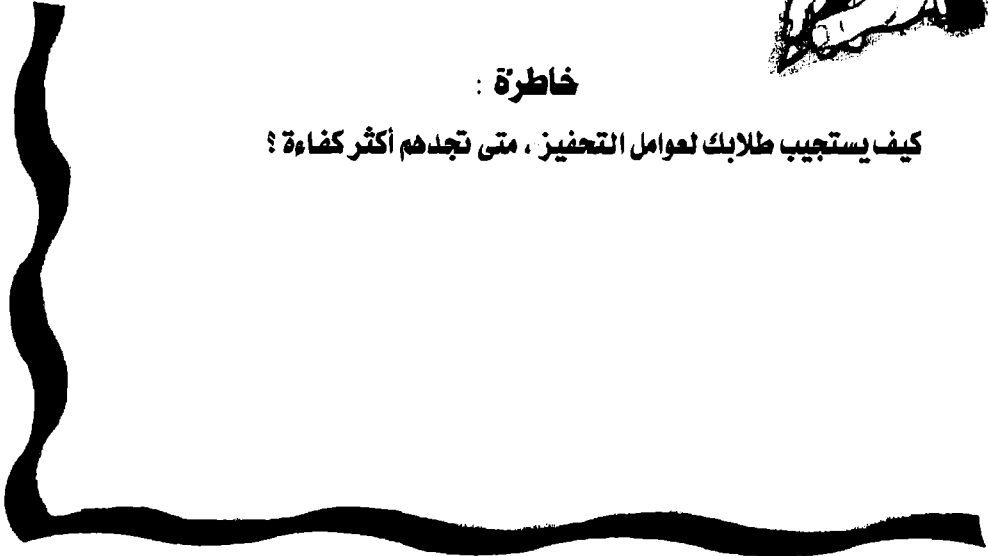 خاطرة :
كيف يستجيب طلابك لعوامل التحفيز ، متى تجدهم أكثر كفاءة ؟